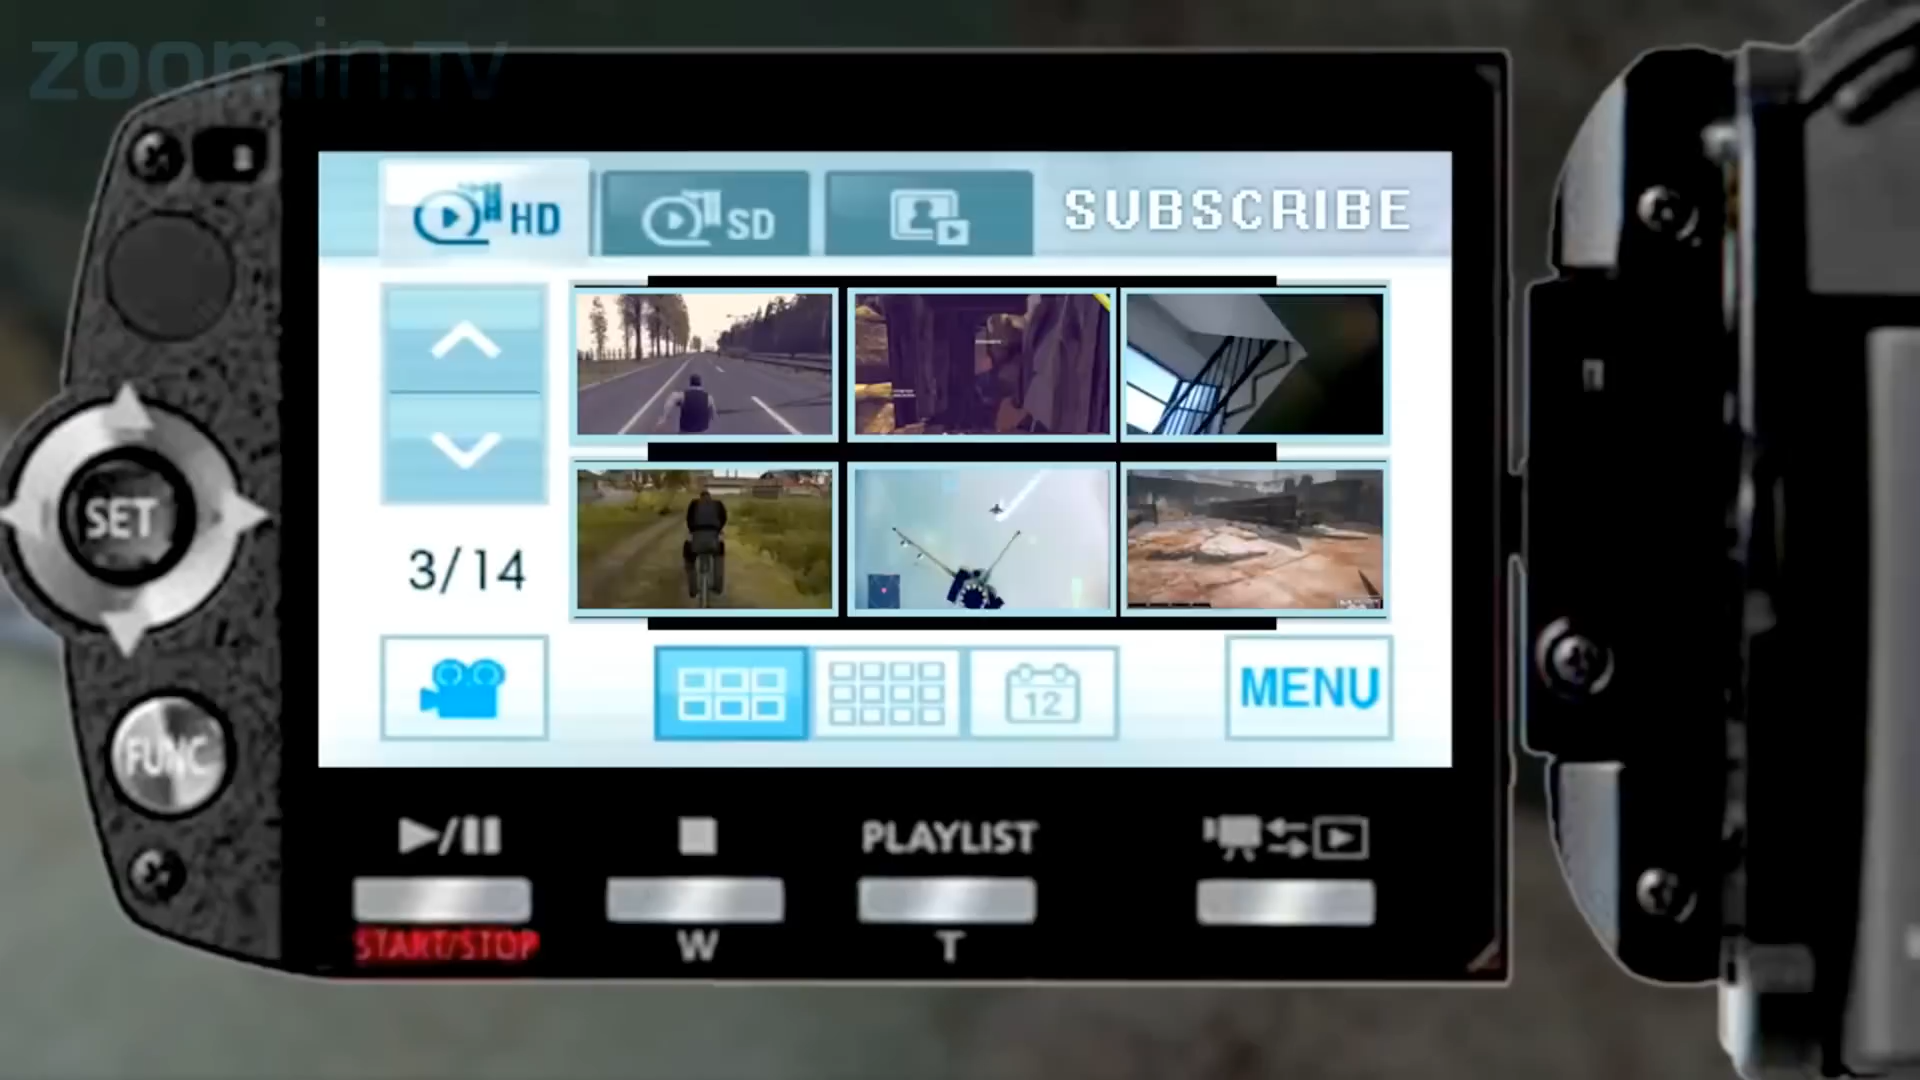 zoomin.TV
HD
SD
SUBSCRIBE
SET
3/14
12
MENU
FUNC
PLAYLIST
START/STOP
W
T